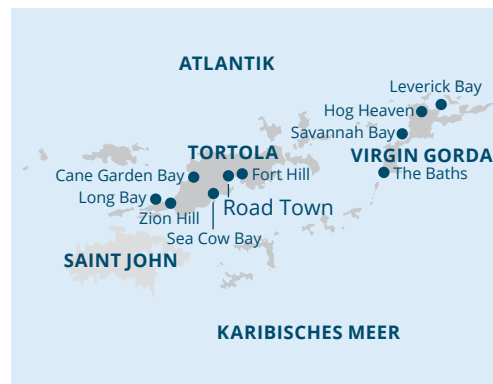 ATLANTIK
Leverick Bay
Hog Heaven
Savannah Bay
TORTOLA
VIRGIN GORDA
Cane Garden Bay
Fort Hill
The Baths
Long Bay
Road Town
Zion Hill
Sea Cow Bay
SAINT JOHN
KARIBISCHES MEER